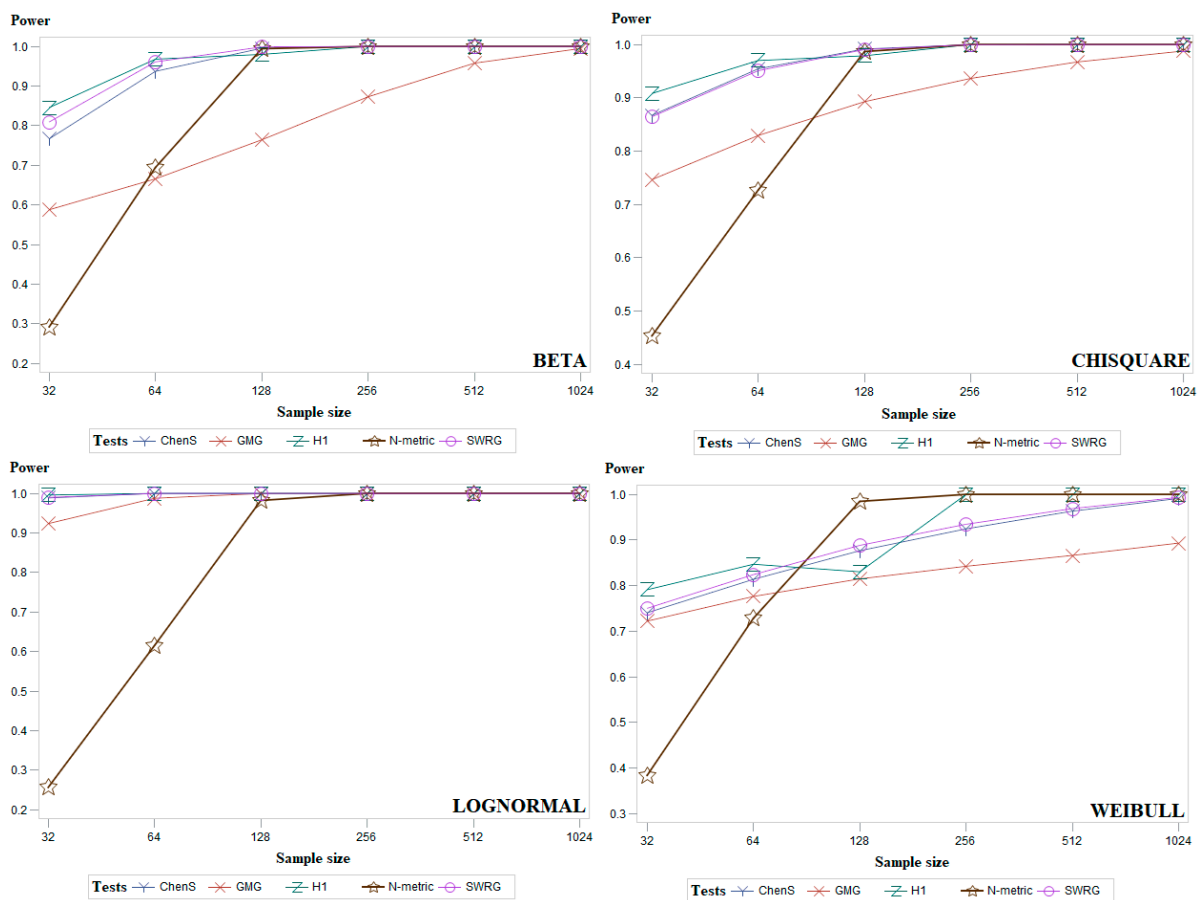 Power
1.0
0.9
0.8
0.7
0.6
0.5
0.4
0.3
0.2
BETA
32 64 128 256 512 1024
Sample size
Tests ChenS GMG H1 N-metric SWRG
Power
1.0
0.9
0.8
0.7
0.6
0.5
0.4
CHISQUARE
32 64 128 256 512 1024
Sample size
Tests ChenS GMG H1 N-metric SWRG
Power
1.0
0.9
0.8
0.7
0.6
0.5
0.4
0.3
0.2
LOGNORMAL
32 64 128 256 512 1024
Sample size
Tests ChenS GMG H1 N-metric SWRG
Power
1.0
0.9
0.8
0.7
0.6
0.5
0.4
0.3
WEIBULL
32 64 128 256 512 1024
Sample size
Tests ChenS GMG H1 N-metric SWRG